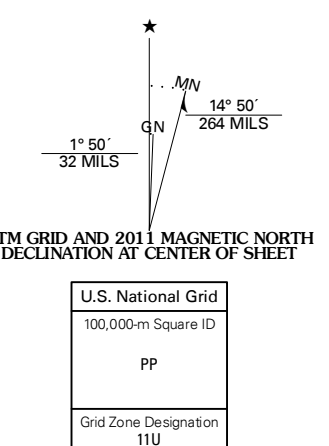 ★
MN
14° 50´
264 MILS
GN
1° 50´
32 MILS
TM GRID AND 2011 MAGNETIC NORTH
DECLINATION AT CENTER OF SHEET
U.S. National Grid
100,000-m Square ID
PP
Grid Zone Designation
11U